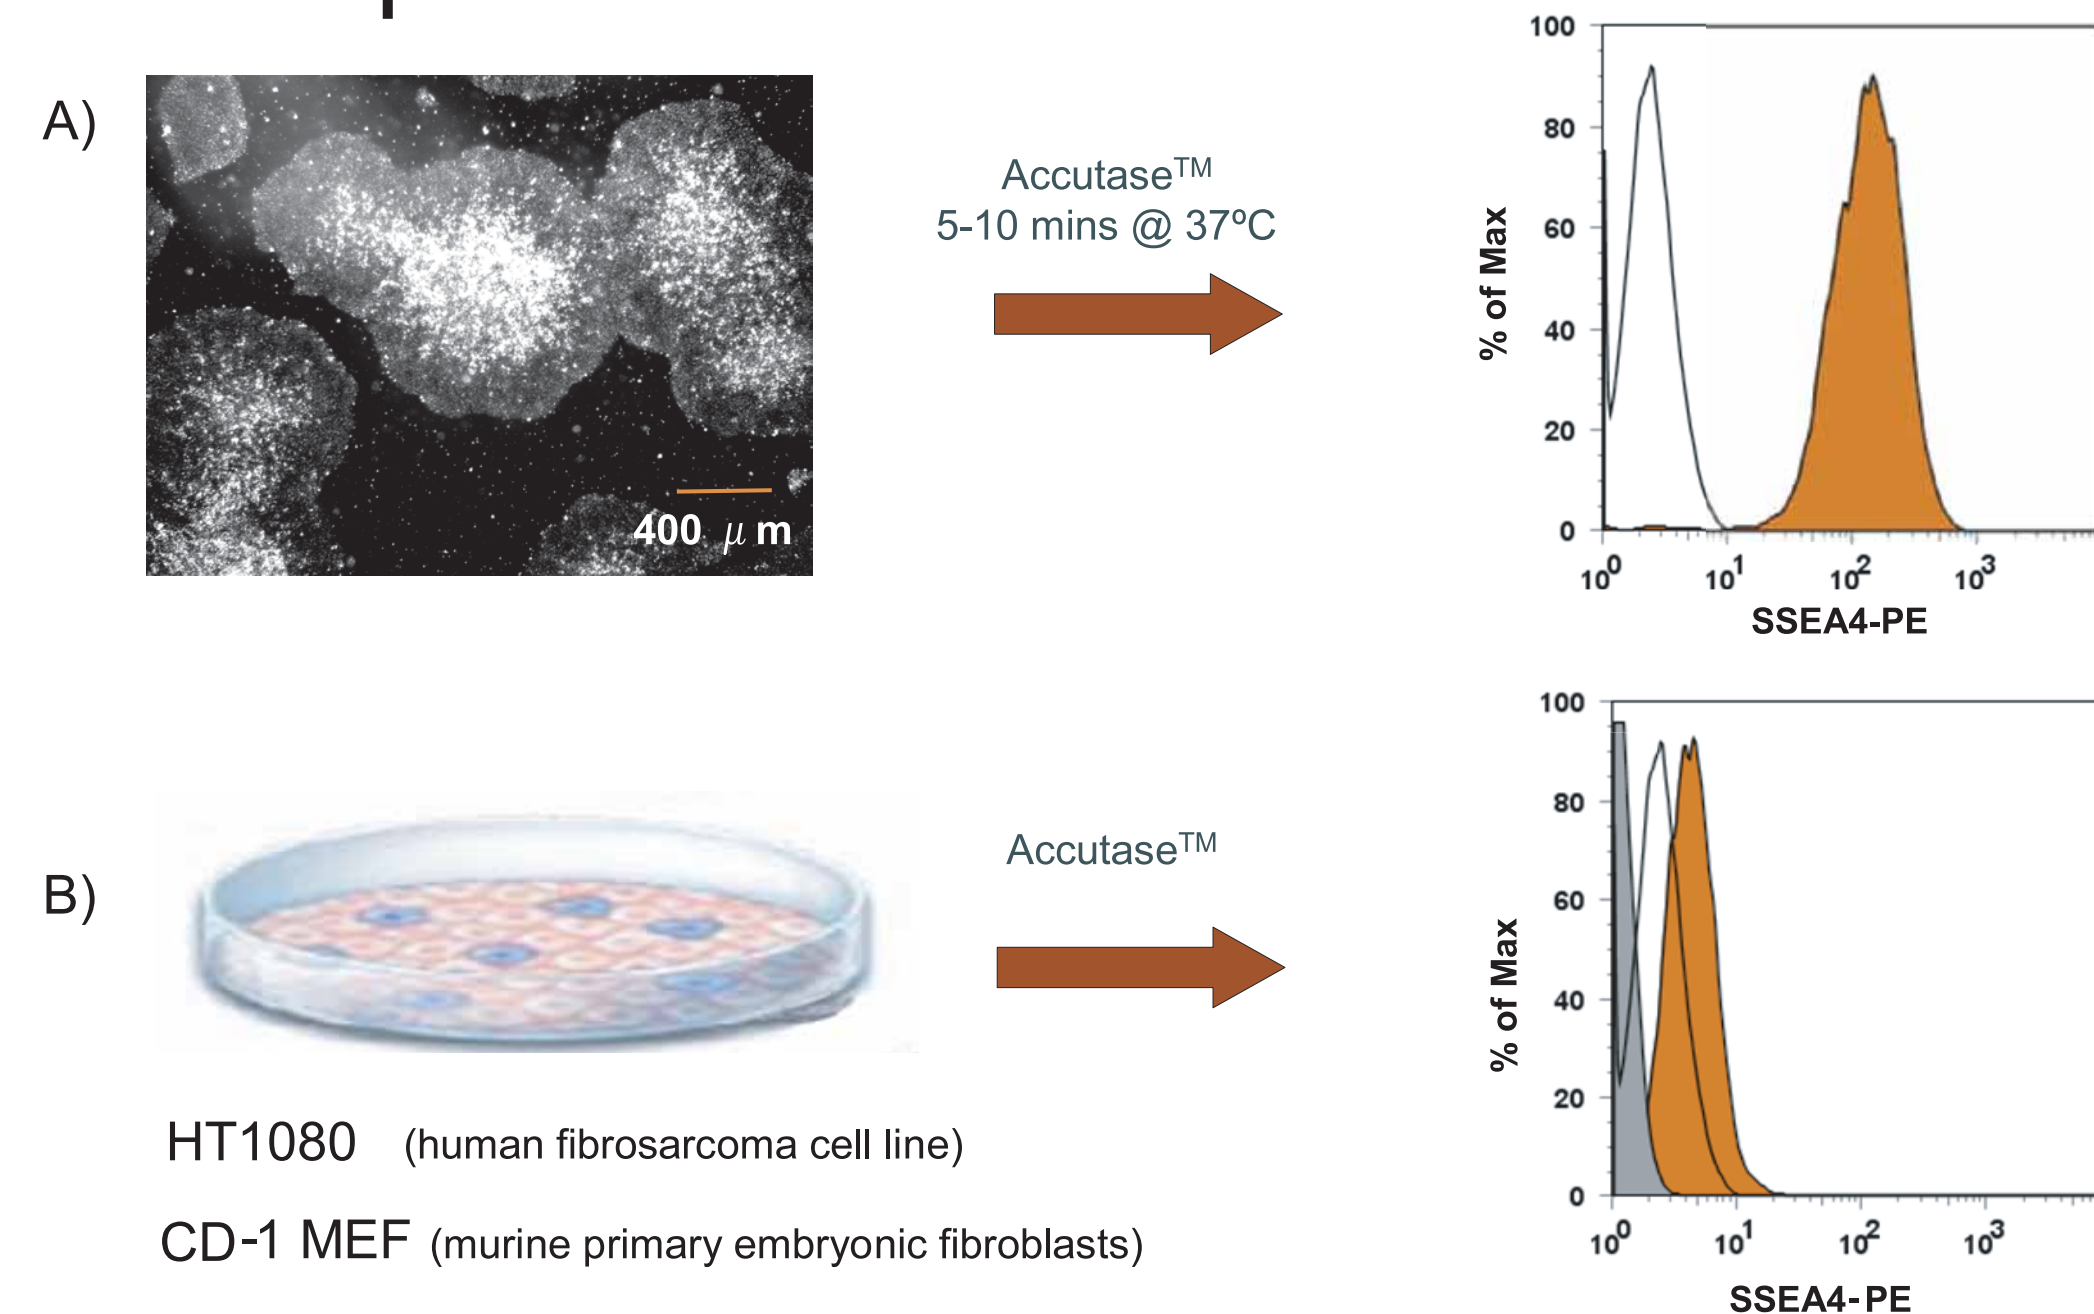 A)
400 μm
Accutase™
5-10 mins @ 37ºC
100
80
60
40
20
0
% of Max
10⁰ 10¹ 10² 10³
SSEA4-PE
B)
Accutase™
HT1080 (human fibrosarcoma cell line)
CD-1 MEF (murine primary embryonic fibroblasts)
100
80
60
40
20
0
% of Max
10⁰ 10¹ 10² 10³
SSEA4-PE